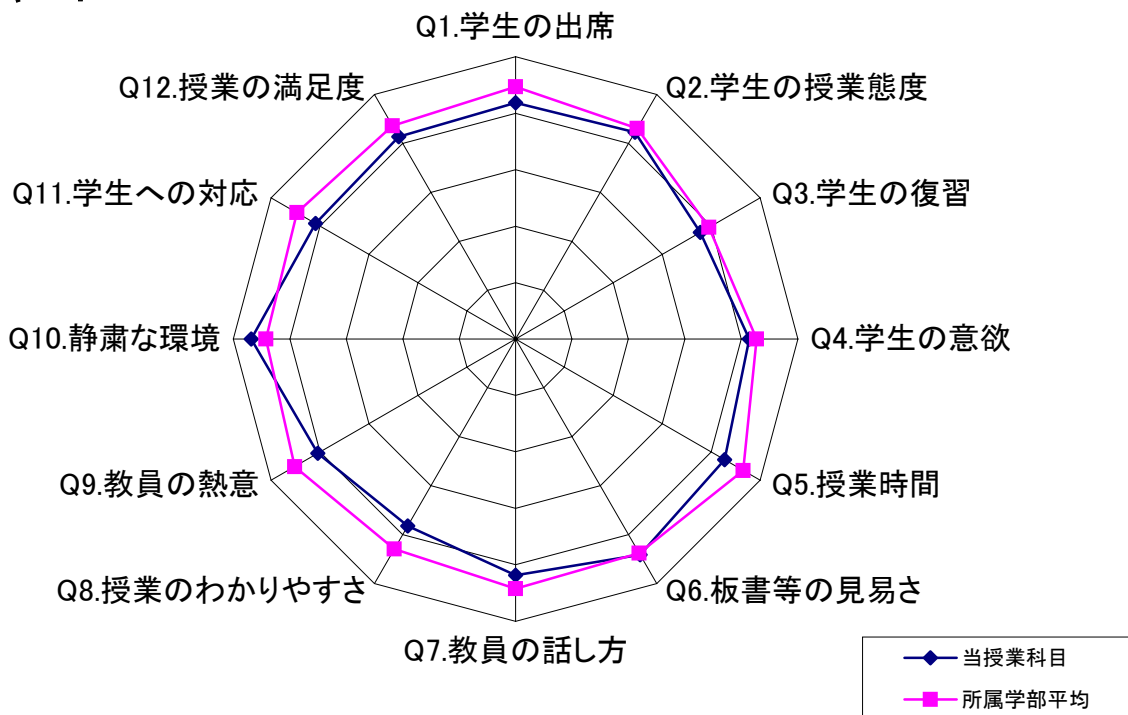 Q1.学生の出席
Q2.学生の授業態度
Q3.学生の復習
Q4.学生の意欲
Q5.授業時間
Q6.板書等の見易さ
Q7.教員の話し方
Q8.授業のわかりやすさ
Q9.教員の熱意
Q10.静粛な環境
Q11.学生への対応
Q12.授業の満足度
当授業科目
所属学部平均